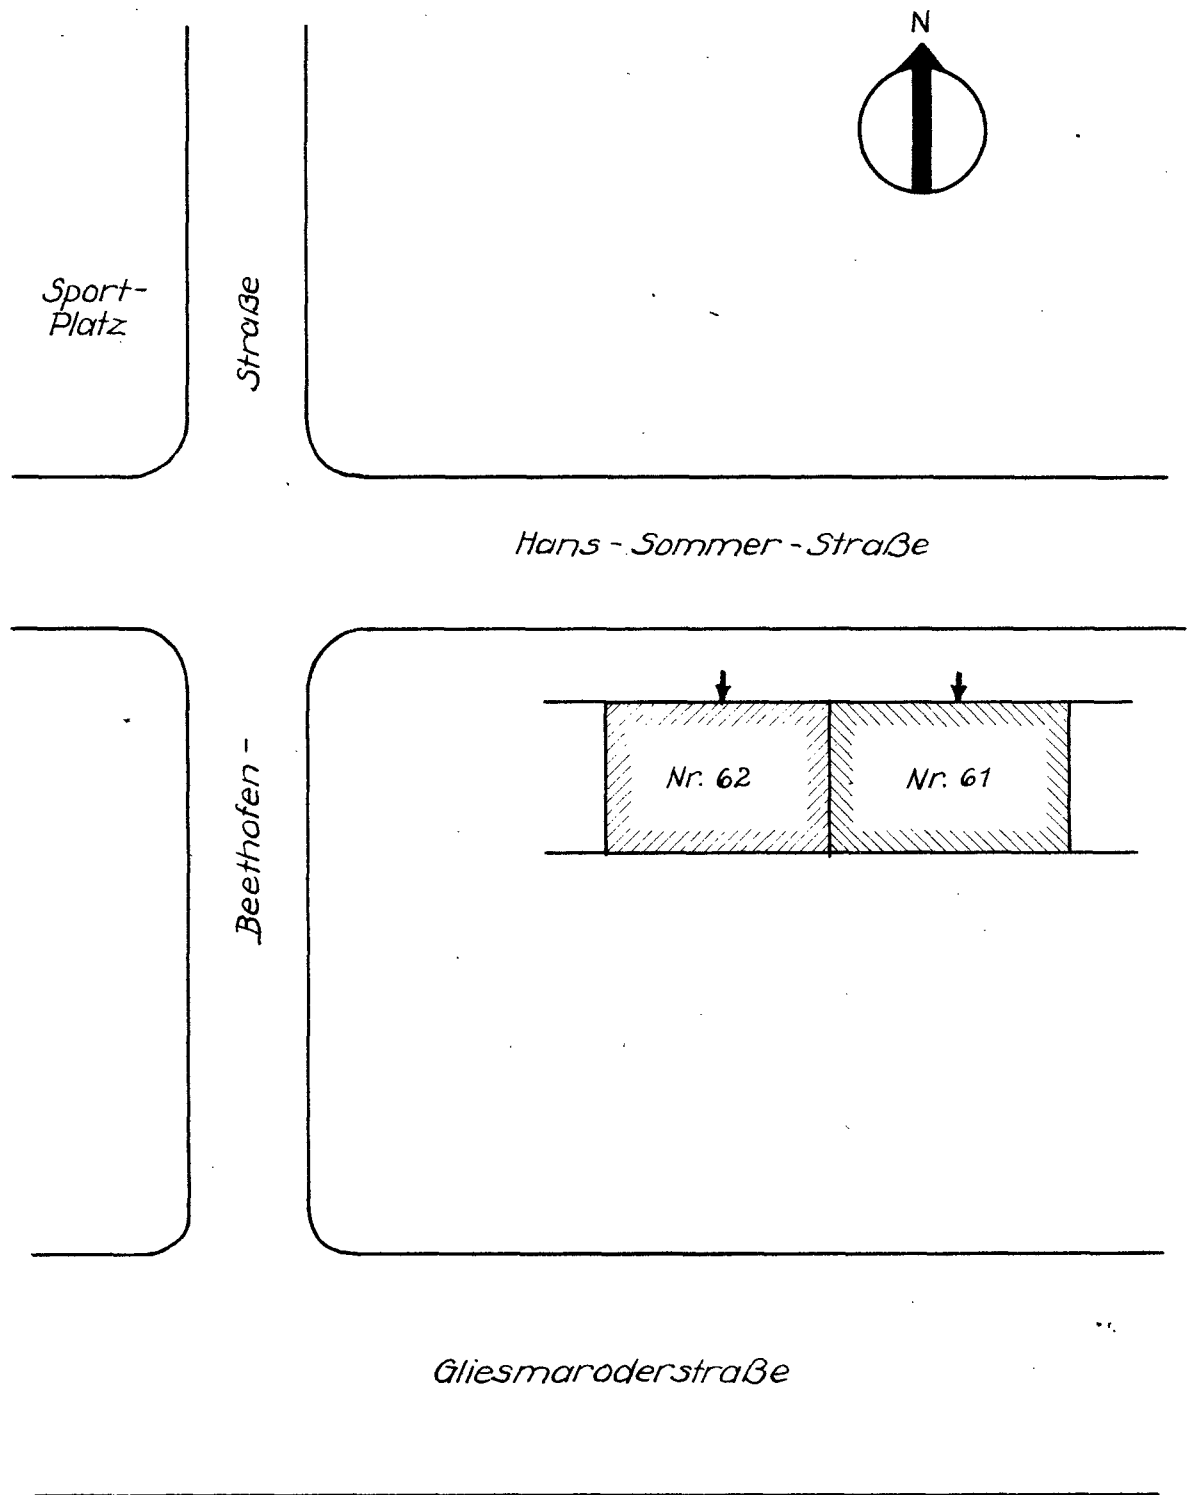 N
Sport-
Platz
Straße
Hans - Sommer - Straße
Nr. 62
Nr. 61
Beethofen -
Gliesmaroderstraße